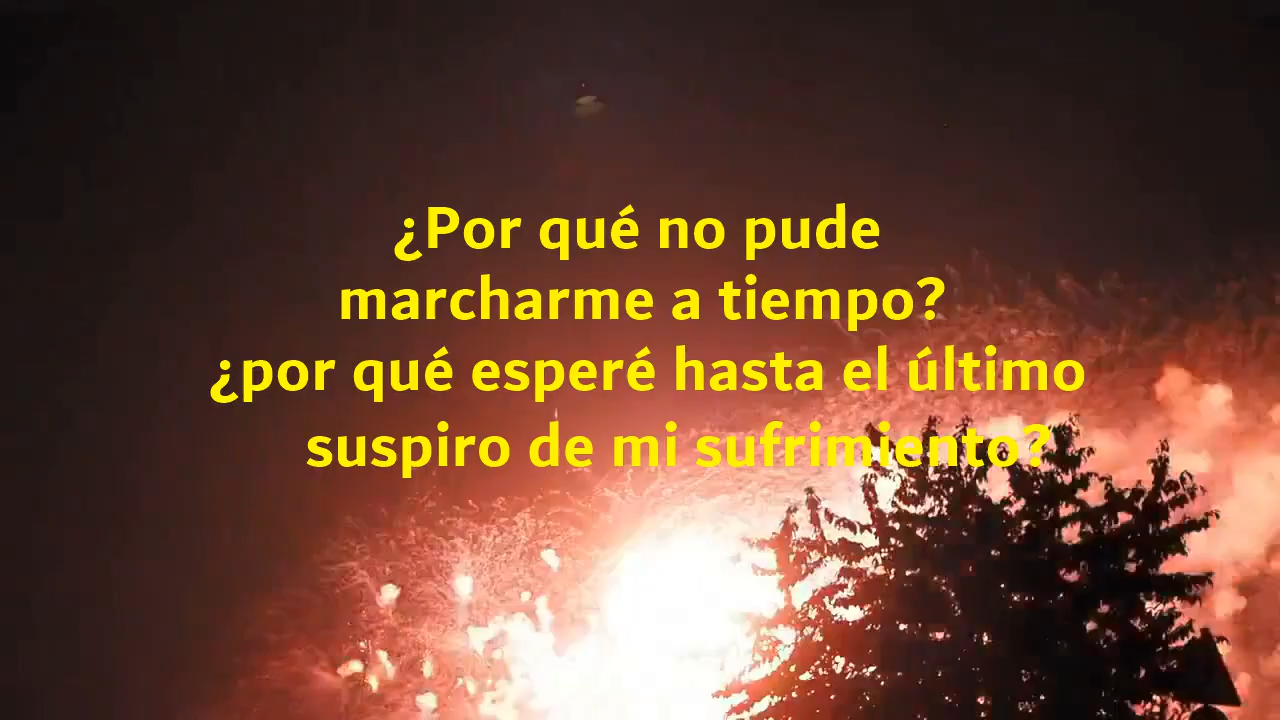 ¿Por qué no pude
marcharme a tiempo?
¿por qué esperé hasta el último
suspiro de mi sufrimiento?